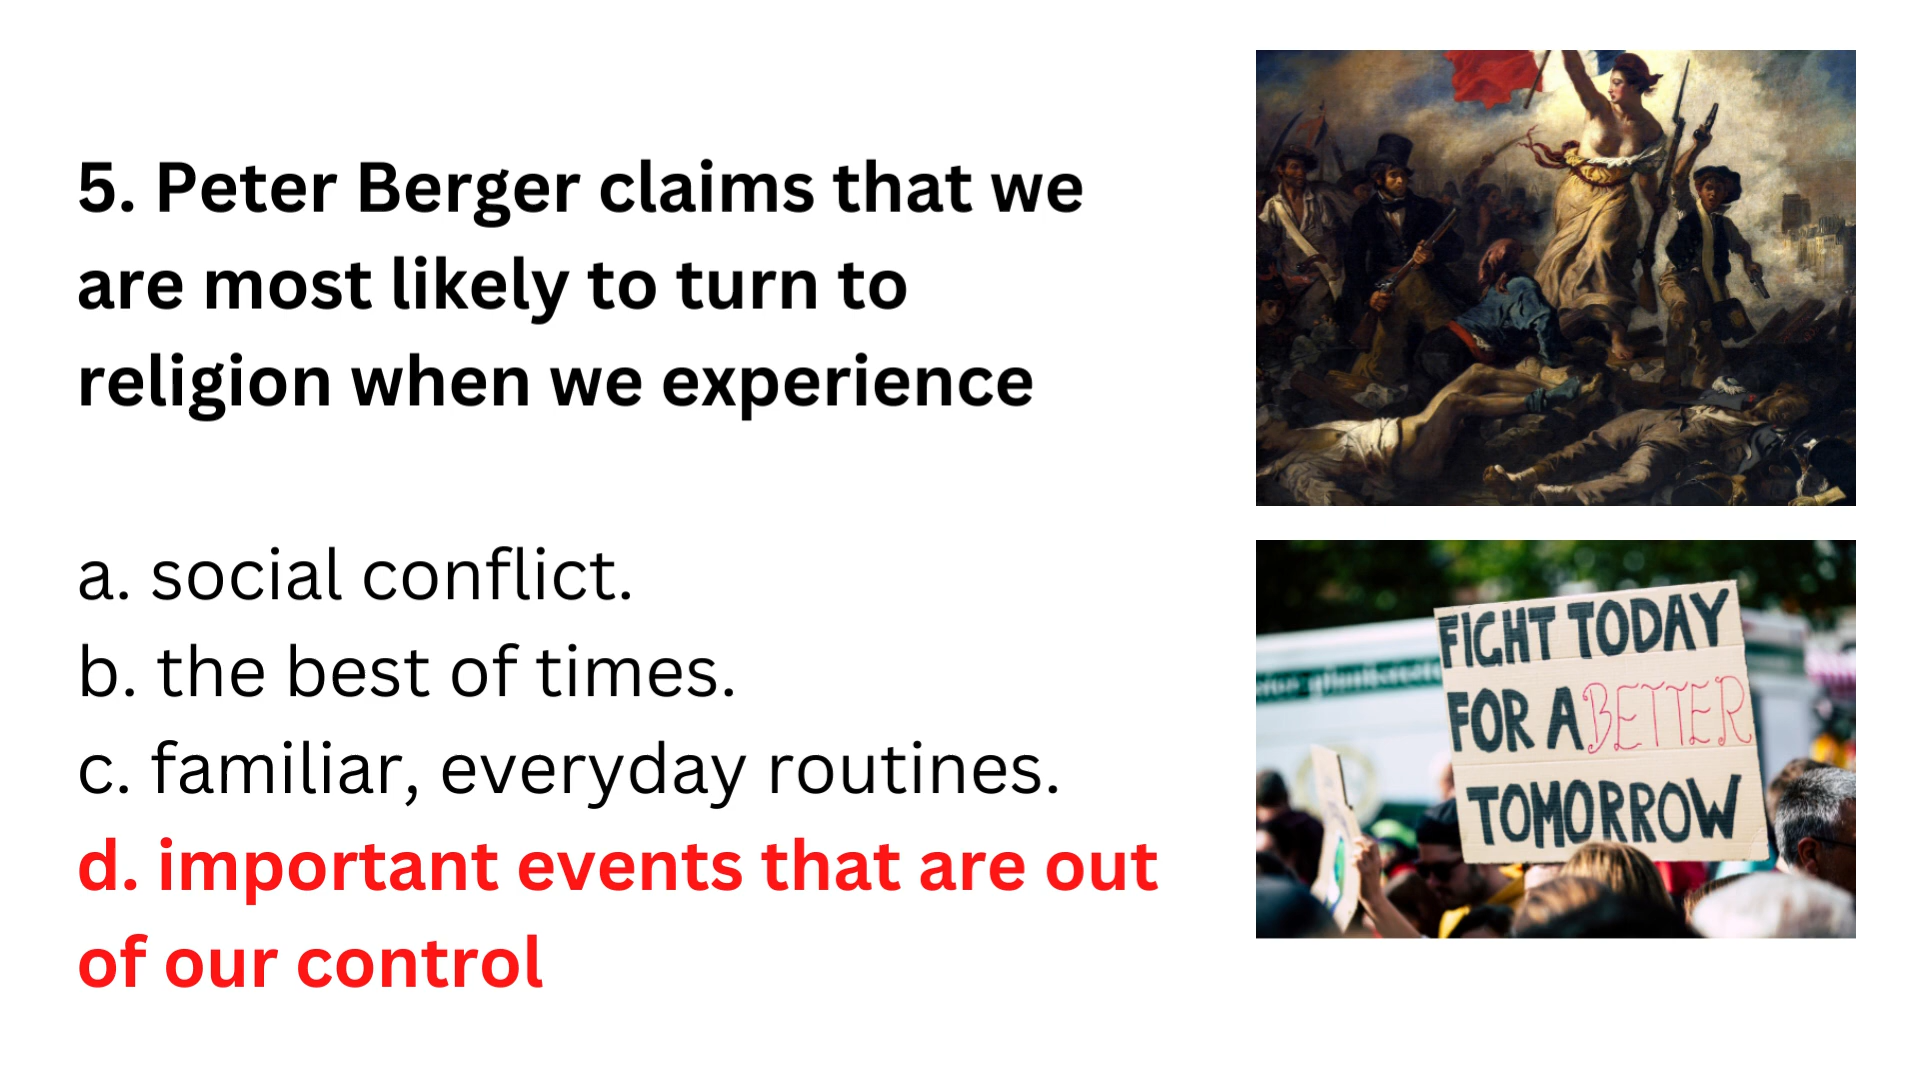 5. Peter Berger claims that we
are most likely to turn to
religion when we experience
a. social conflict.
b. the best of times.
c. familiar, everyday routines.
d. important events that are out
of our control
FIGHT TODAY
FOR A BETTER
TOMORROW